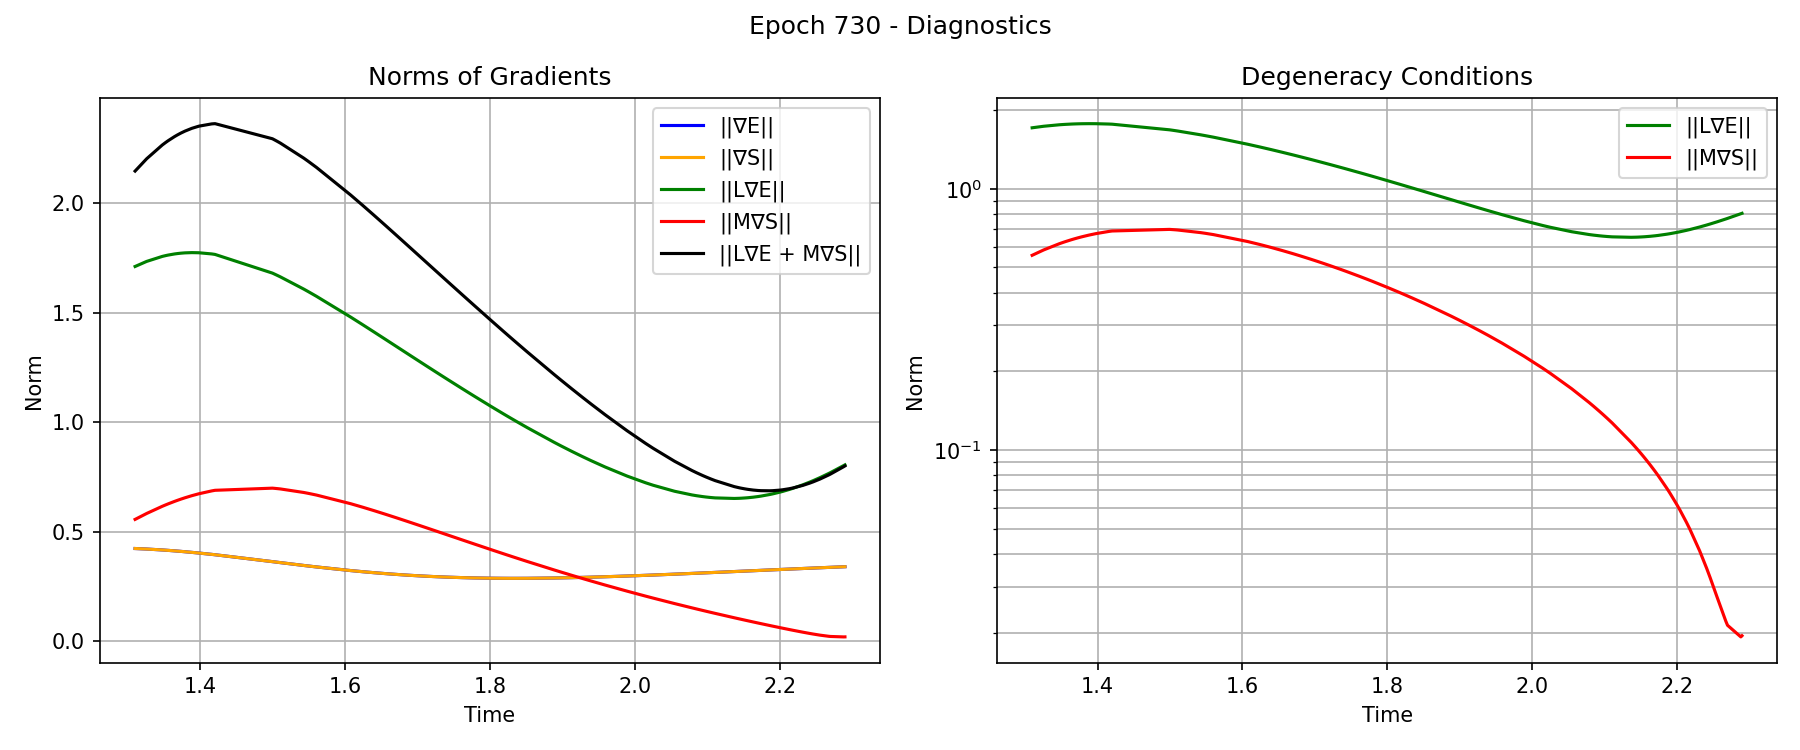 Epoch 730 - Diagnostics
Norms of Gradients
Norm
2.0
1.5
1.0
0.5
0.0
1.4 1.6 1.8 2.0 2.2
Time
||∇E||
||∇S||
||L∇E||
||M∇S||
||L∇E + M∇S||
Degeneracy Conditions
Norm
10⁰
10⁻¹
1.4 1.6 1.8 2.0 2.2
Time
||L∇E||
||M∇S||